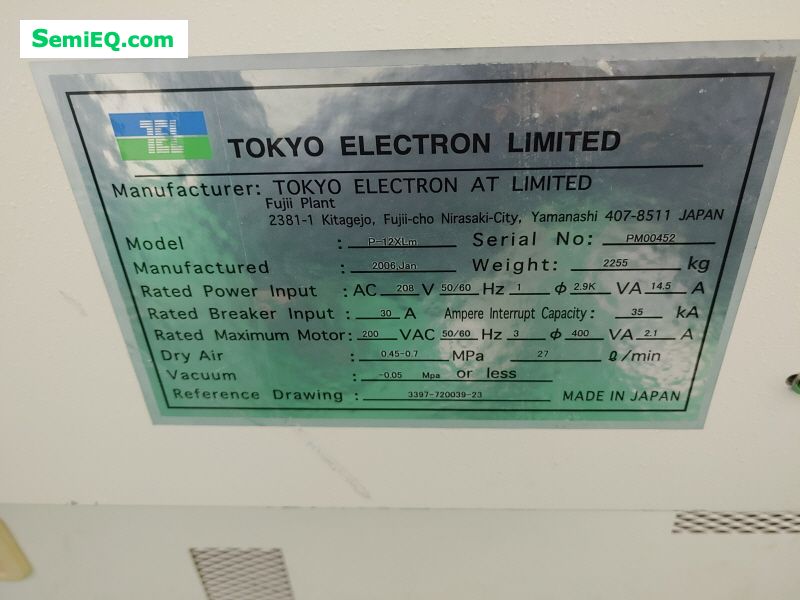 SemiEQ.com
TEL
TOKYO ELECTRON LIMITED
Manufacturer: TOKYO ELECTRON AT LIMITED
Fujii Plant
2381-1 Kitagejo, Fujii-cho Nirasaki-City, Yamanashi 407-8511 JAPAN
Model : P-12XLm Serial No: PM00452
Manufactured : 2006,Jan Weight: 2255 kg
Rated Power Input : AC 208 V 50/60 Hz 1 ϕ 2.9K VA 14.5 A
Rated Breaker Input : 30 A Ampere Interrupt Capacity : 35 kA
Rated Maximum Motor: 200 VAC 50/60 Hz 3 ϕ 400 VA 2.1 A
Dry Air : 0.45-0.7 MPa 27 ℓ/min
Vacuum : -0.05 Mpa or less
Reference Drawing : 3397-720039-23 MADE IN JAPAN